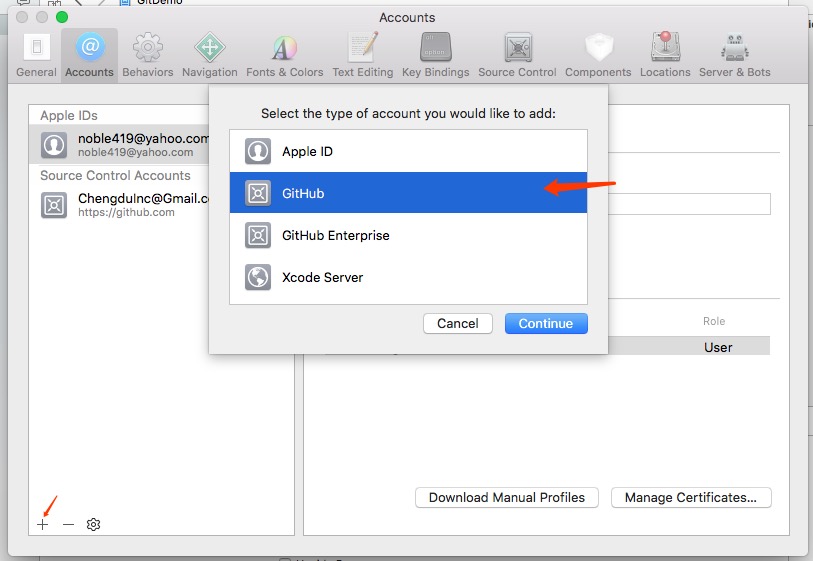 GitDemo
Accounts
General
Accounts
Behaviors
Navigation
Fonts & Colors
Text Editing
Key Bindings
Source Control
Components
Locations
Server & Bots
Apple IDs
noble419@yahoo.com
noble419@yahoo.com
Source Control Accounts
ChengduInc@Gmail.c
https://github.com
Select the type of account you would like to add:
Apple ID
GitHub
GitHub Enterprise
Xcode Server
Cancel
Continue
Role
User
Download Manual Profiles
Manage Certificates...